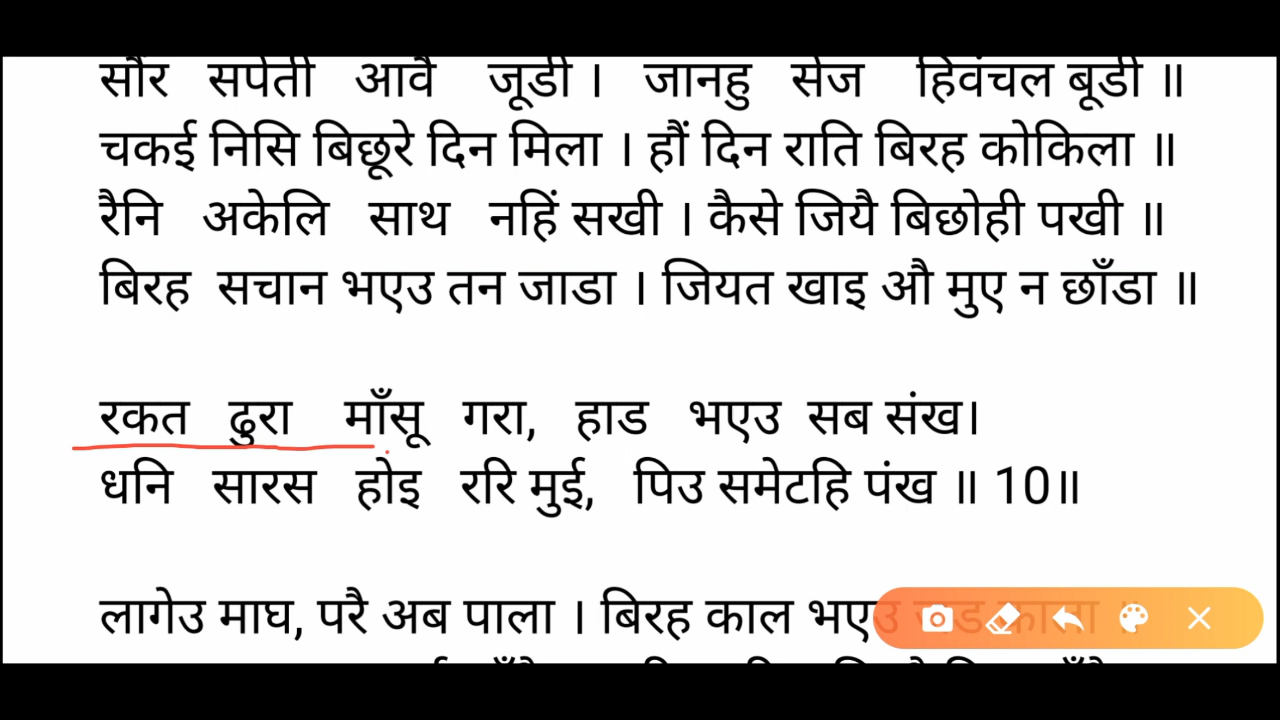 सौंर सपेती आवै जूडी । जानहु सेज हिवंचल बूडी ॥
चकई निसि बिछूरे दिन मिला । हौं दिन राति बिरह कोकिला ॥
रैनि अकेलि साथ नहिं सखी । कैसे जियै बिछोही पखी ॥
बिरह सचान भएउ तन जाडा । जियत खाइ औ मुए न छाँडा ॥
रकत ढुरा माँसू गरा, हाड भएउ सब संख।
धनि सारस होइ ररि मुई, पिउ समेटहि पंख ॥ 10॥
लागेउ माघ, परै अब पाला । बिरह काल भएउ जड काला ॥